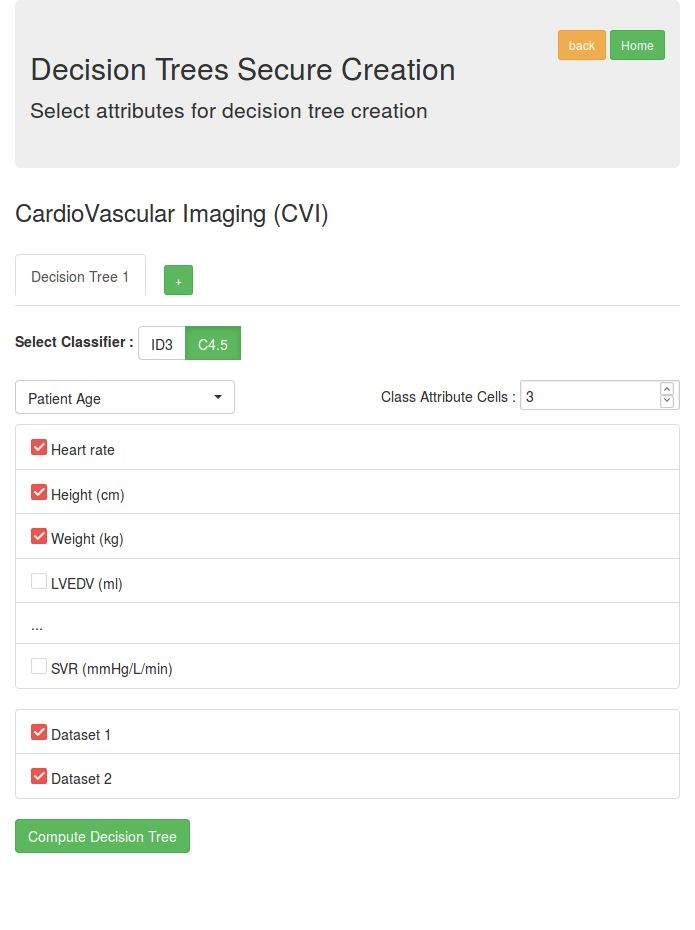 back Home
Decision Trees Secure Creation
Select attributes for decision tree creation
CardioVascular Imaging (CVI)
Decision Tree 1 +
Select Classifier : ID3 C4.5
Patient Age Class Attribute Cells : 3
Heart rate
Height (cm)
Weight (kg)
LVEDV (ml)
...
SVR (mmHg/L/min)
Dataset 1
Dataset 2
Compute Decision Tree